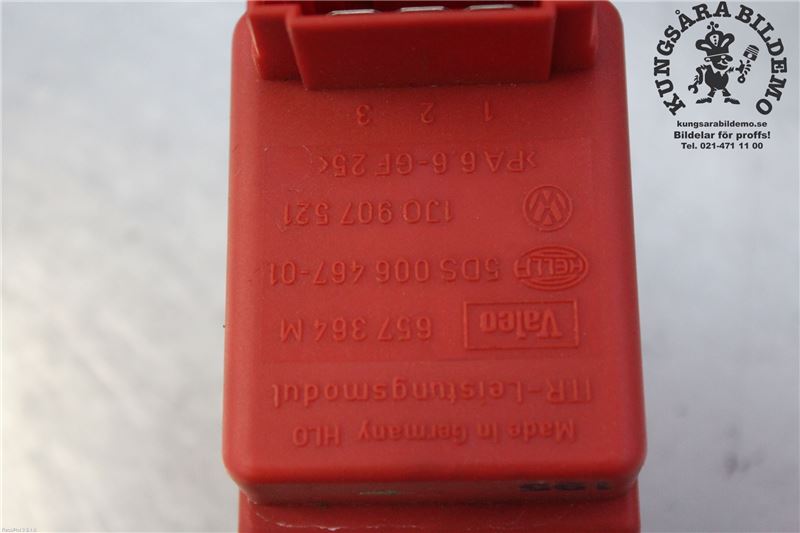 KUNGSÅRA BILDEMO
kungsarabildemo.se
Bildelar för proffs!
Tel. 021-471 11 00
Made in Germany HLO
ITR-Leistungsmodul
Valeo 657 364 M
HELLA 5DS 006 467-01
VW 1J0 907 521
>PA 6.6-GF 25<
1 2 3